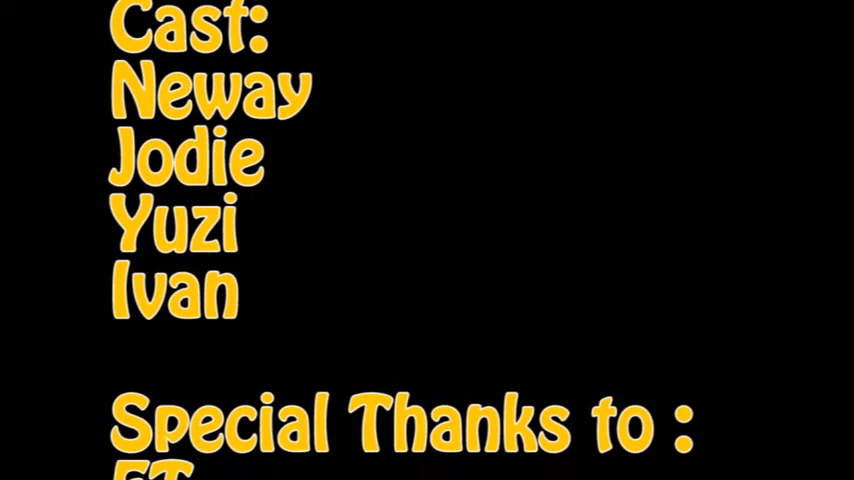 Cast:
Neway
Jodie
Yuzi
Ivan
Special Thanks to :